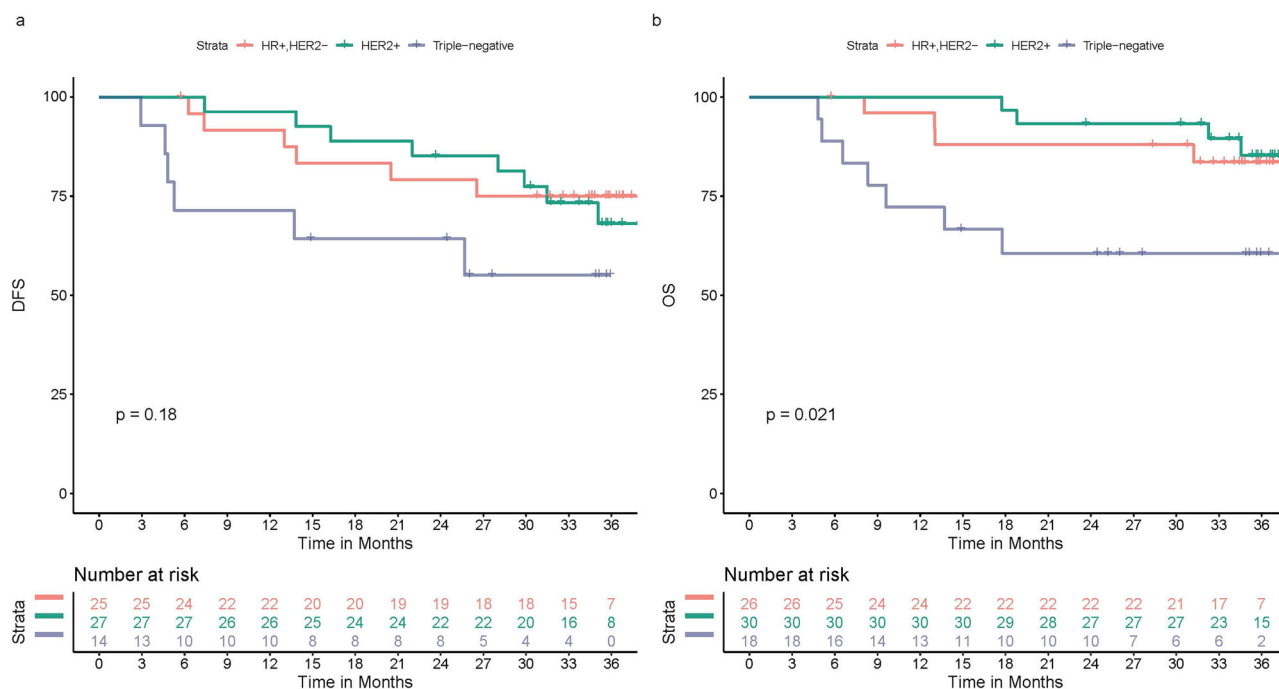 a
Strata HR+,HER2− HER2+ Triple−negative
100
75
50
25
0
DFS
p = 0.18
0 3 6 9 12 15 18 21 24 27 30 33 36
Time in Months
Number at risk
Strata
25 25 24 22 22 20 20 19 19 18 18 15 7
27 27 27 26 26 25 24 24 22 22 20 16 8
14 13 10 10 10 8 8 8 8 5 4 4 0
0 3 6 9 12 15 18 21 24 27 30 33 36
Time in Months
b
Strata HR+,HER2− HER2+ Triple−negative
100
75
50
25
0
OS
p = 0.021
0 3 6 9 12 15 18 21 24 27 30 33 36
Time in Months
Number at risk
Strata
26 26 25 24 24 22 22 22 22 22 21 17 7
30 30 30 30 30 30 29 28 27 27 27 23 15
18 18 16 14 13 11 10 10 10 7 6 6 2
0 3 6 9 12 15 18 21 24 27 30 33 36
Time in Months